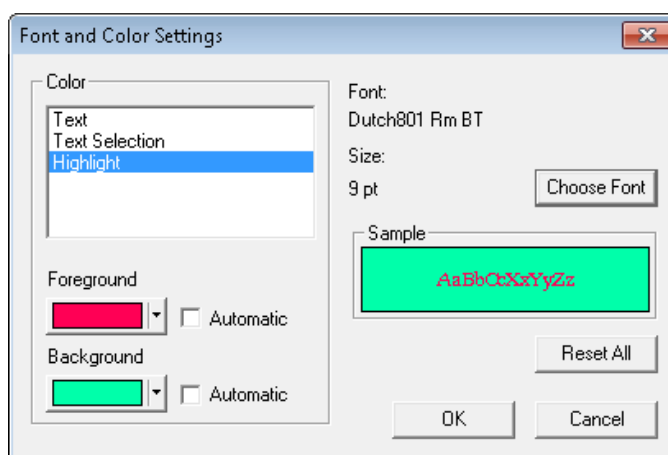 Font and Color Settings
Color
Text
Text Selection
Highlight
Foreground
Automatic
Background
Automatic
Font:
Dutch801 Rm BT
Size:
9 pt
Choose Font
Sample
AaBbCcXxYyZz
Reset All
OK
Cancel